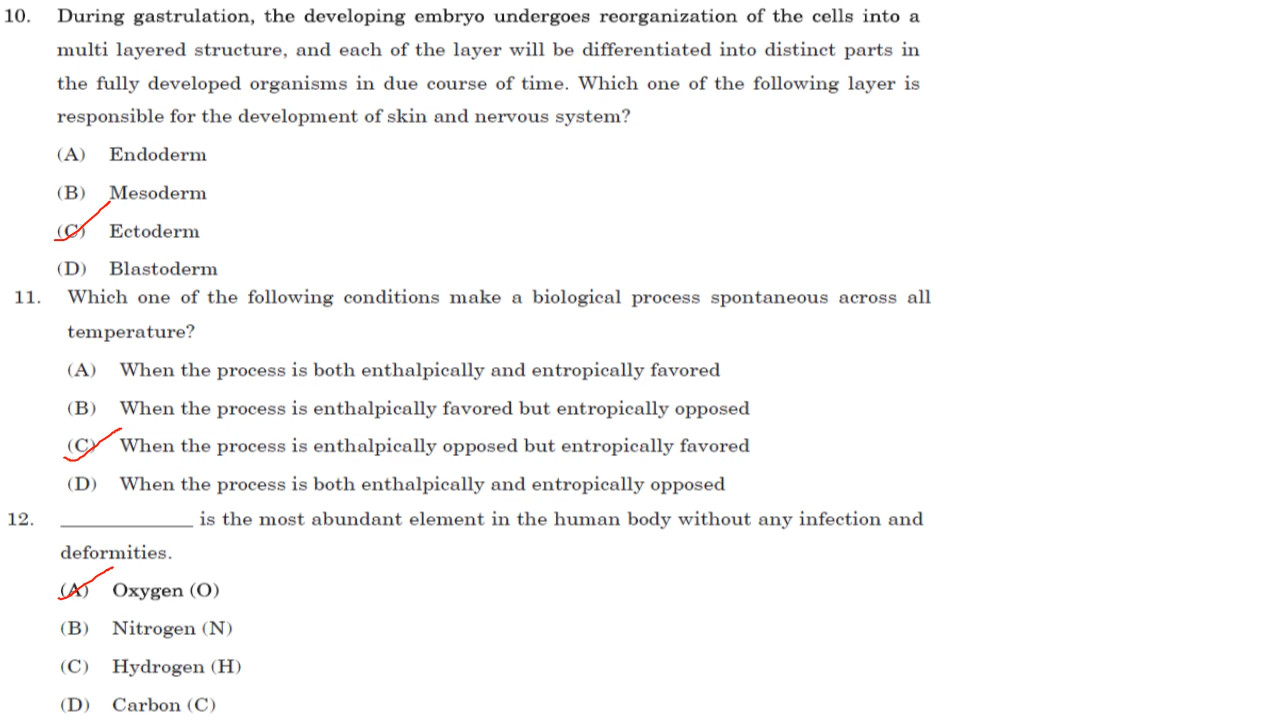 10. During gastrulation, the developing embryo undergoes reorganization of the cells into a
multi layered structure, and each of the layer will be differentiated into distinct parts in
the fully developed organisms in due course of time. Which one of the following layer is
responsible for the development of skin and nervous system?
(A) Endoderm
(B) Mesoderm
(C) Ectoderm
(D) Blastoderm
11. Which one of the following conditions make a biological process spontaneous across all
temperature?
(A) When the process is both enthalpically and entropically favored
(B) When the process is enthalpically favored but entropically opposed
(C) When the process is enthalpically opposed but entropically favored
(D) When the process is both enthalpically and entropically opposed
12. ____________ is the most abundant element in the human body without any infection and
deformities.
(A) Oxygen (O)
(B) Nitrogen (N)
(C) Hydrogen (H)
(D) Carbon (C)